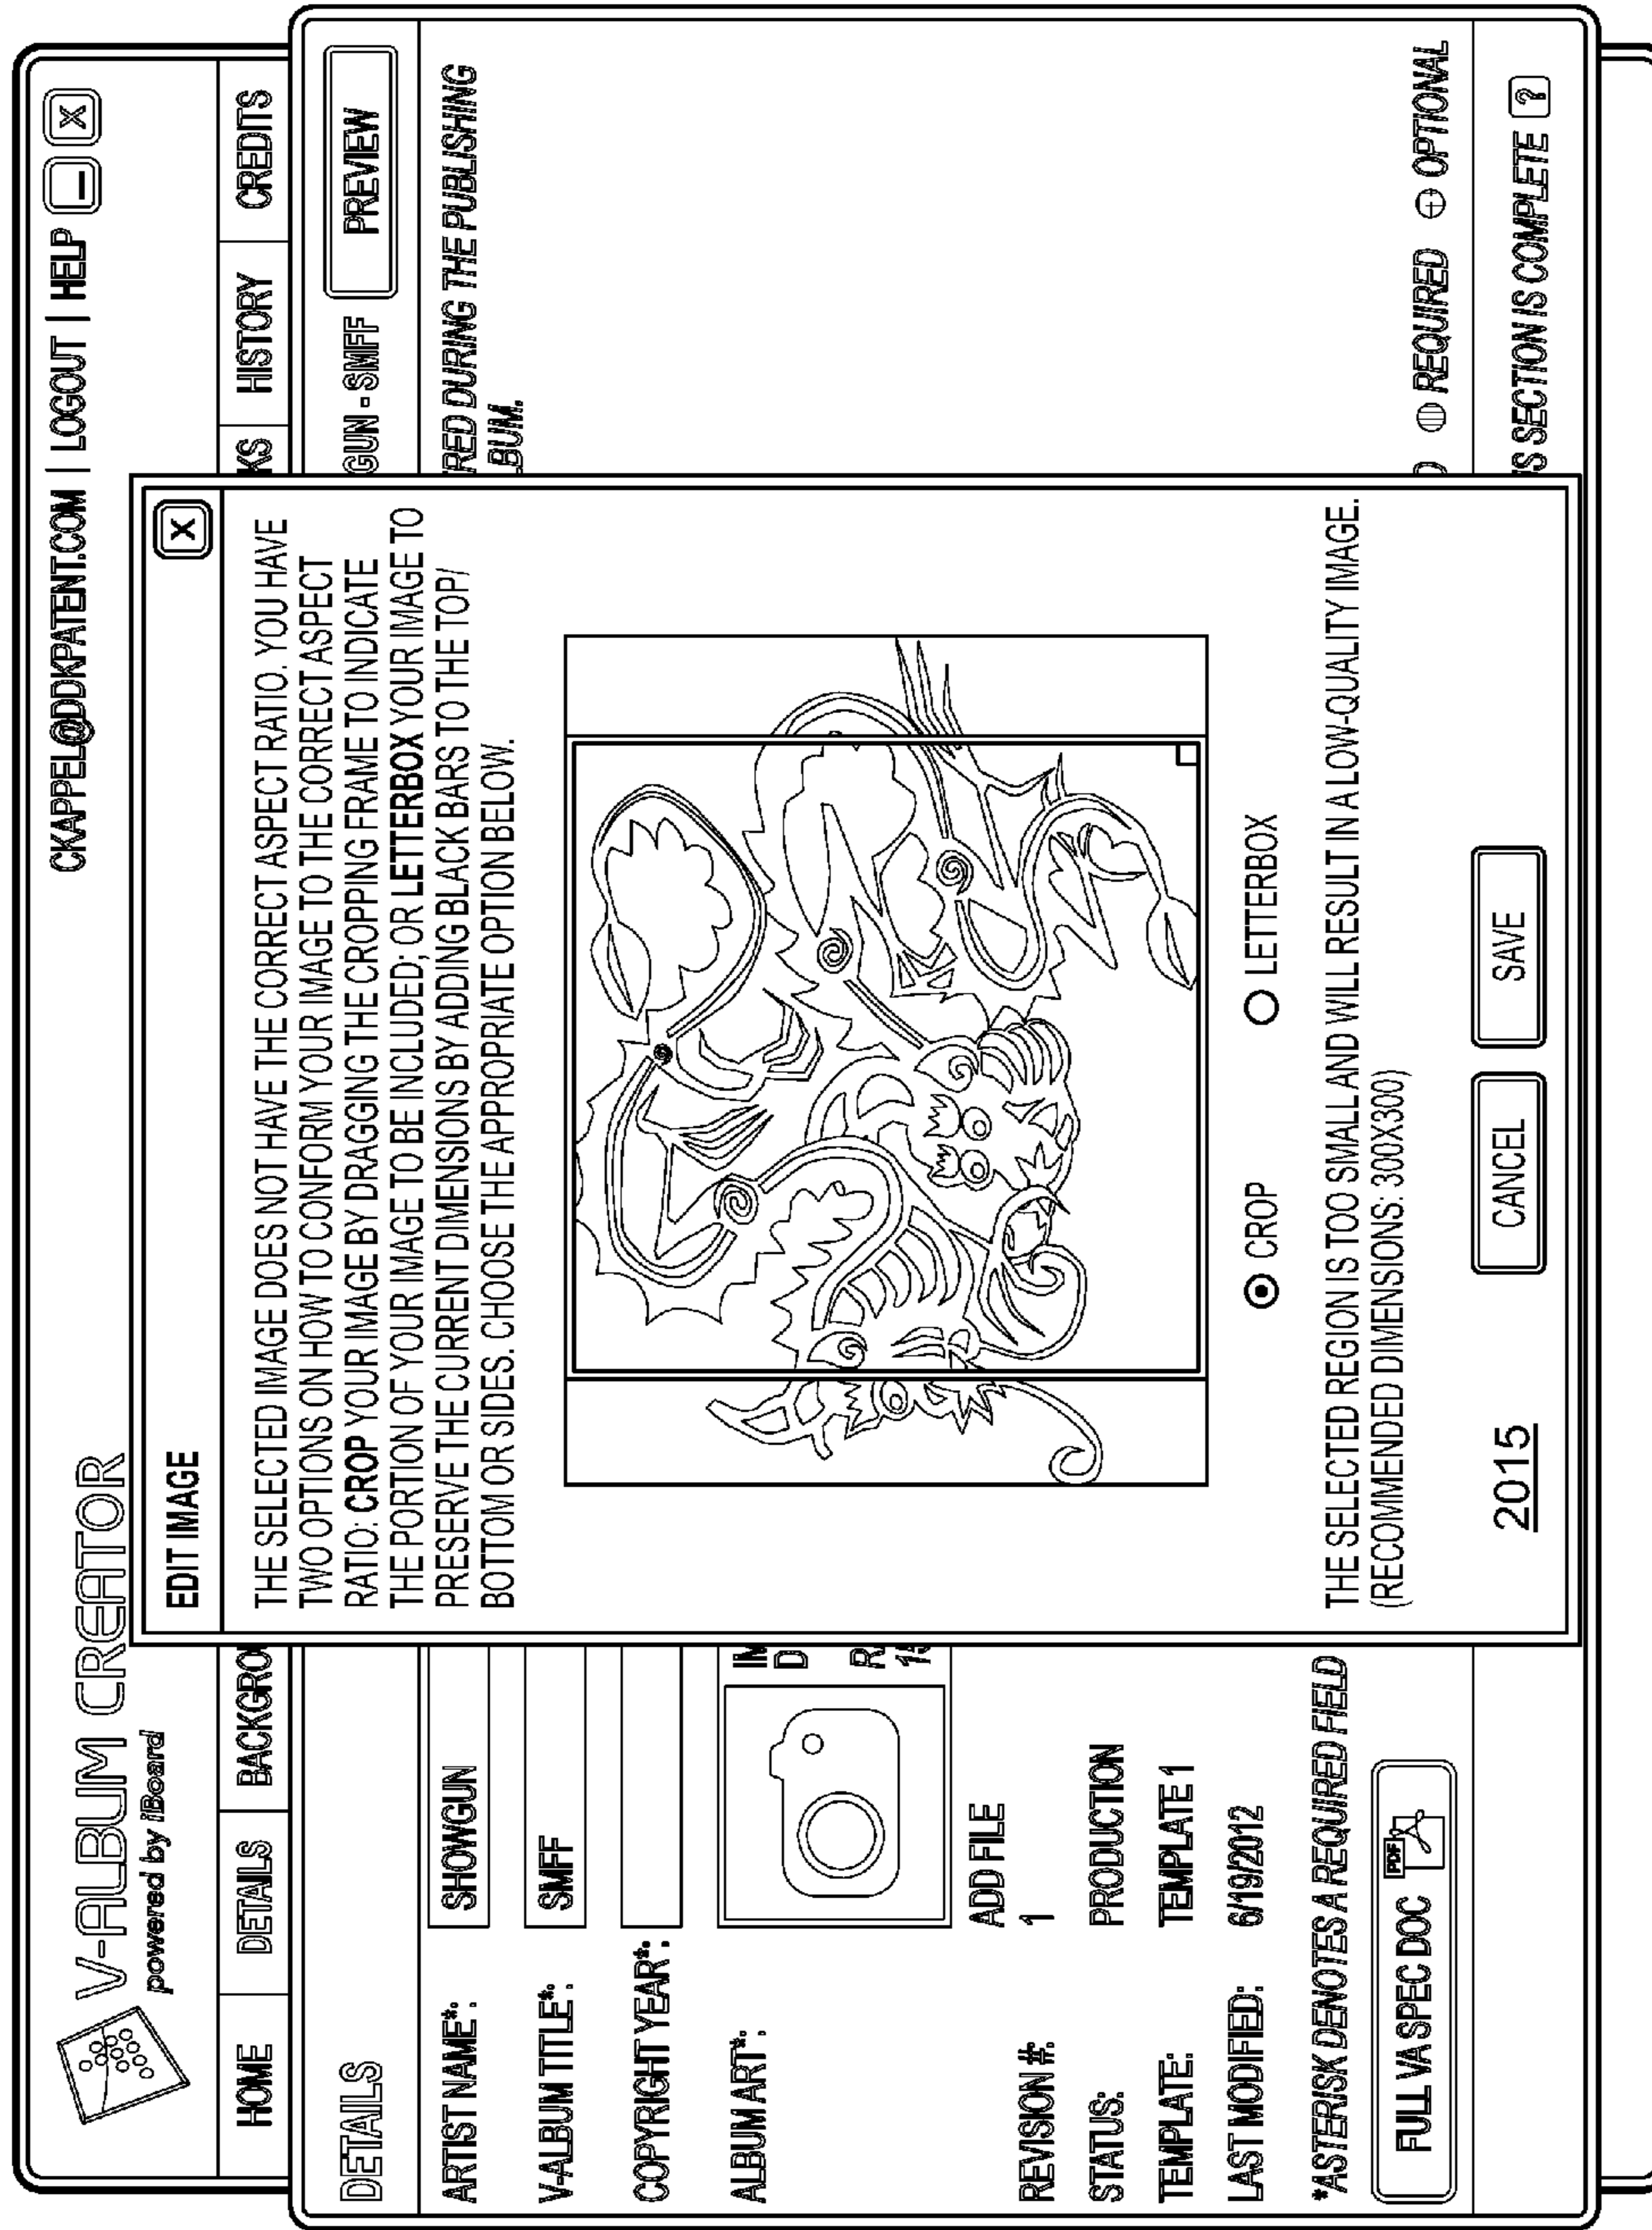 V-ALBUM CREATOR
powered by iBoard
CKAPPEL@DDKPATENT.COM | LOGOUT | HELP
HOME DETAILS HISTORY CREDITS
DETAILS
PREVIEW
ARTIST NAME*: SHOWGUN
V-ALBUM TITLE*: SMIFF
COPYRIGHT YEAR*:
ALBUM ART*:
ADD FILE
REVISION #: 1
STATUS: PRODUCTION
TEMPLATE: TEMPLATE 1
LAST MODIFIED: 6/19/2012
*ASTERISK DENOTES A REQUIRED FIELD
FULL VA SPEC DOC PDF
GUN - SMIFF
RED DURING THE PUBLISHING
BUM.
REQUIRED OPTIONAL
IS SECTION IS COMPLETE ?
EDIT IMAGE X
THE SELECTED IMAGE DOES NOT HAVE THE CORRECT ASPECT RATIO. YOU HAVE
TWO OPTIONS ON HOW TO CONFORM YOUR IMAGE TO THE CORRECT ASPECT
RATIO: CROP YOUR IMAGE BY DRAGGING THE CROPPING FRAME TO INDICATE
THE PORTION OF YOUR IMAGE TO BE INCLUDED; OR LETTERBOX YOUR IMAGE TO
PRESERVE THE CURRENT DIMENSIONS BY ADDING BLACK BARS TO THE TOP/
BOTTOM OR SIDES. CHOOSE THE APPROPRIATE OPTION BELOW.
CROP LETTERBOX
THE SELECTED REGION IS TOO SMALL AND WILL RESULT IN A LOW-QUALITY IMAGE.
(RECOMMENDED DIMENSIONS: 300X300)
2015
CANCEL SAVE